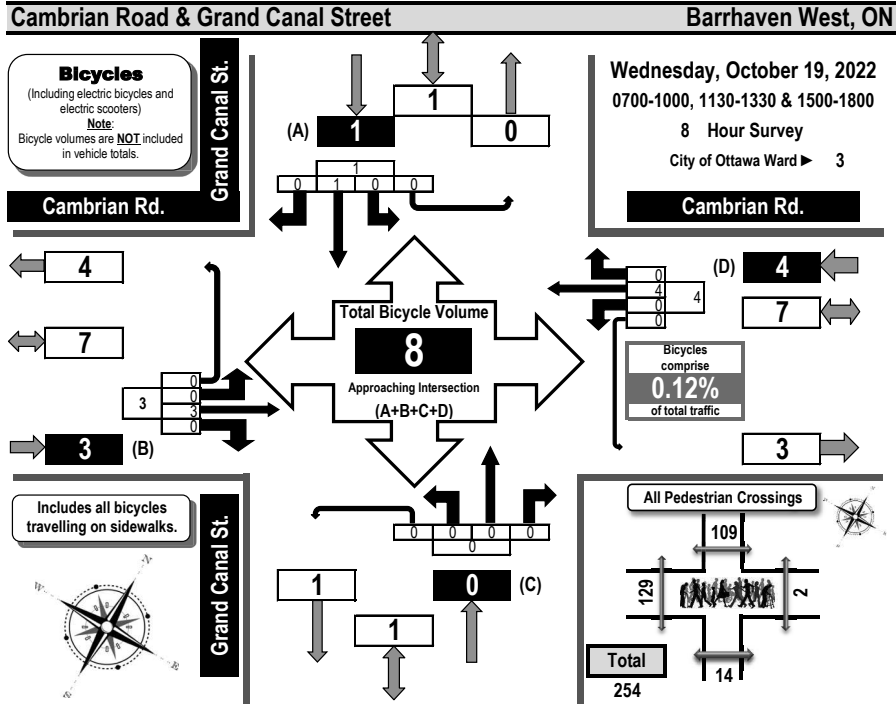 Cambrian Road & Grand Canal Street Barrhaven West, ON
Bicycles
(Including electric bicycles and
electric scooters)
Note:
Bicycle volumes are NOT included
in vehicle totals.
Grand Canal St.
Cambrian Rd.
1
(A) 1 0
1
0 1 0 0
Wednesday, October 19, 2022
0700-1000, 1130-1330 & 1500-1800
8 Hour Survey
City of Ottawa Ward ► 3
Cambrian Rd.
4
7
0
0
3
3
0
3 (B)
Total Bicycle Volume
8
Approaching Intersection
(A+B+C+D)
(D) 4
7
0
4
4
0
0
Bicycles
comprise
0.12%
of total traffic
3
Includes all bicycles
travelling on sidewalks.
Grand Canal St.
N
W
E
S
0 0 0 0
0
1 0 (C)
1
All Pedestrian Crossings
109
129
2
14
Total
254